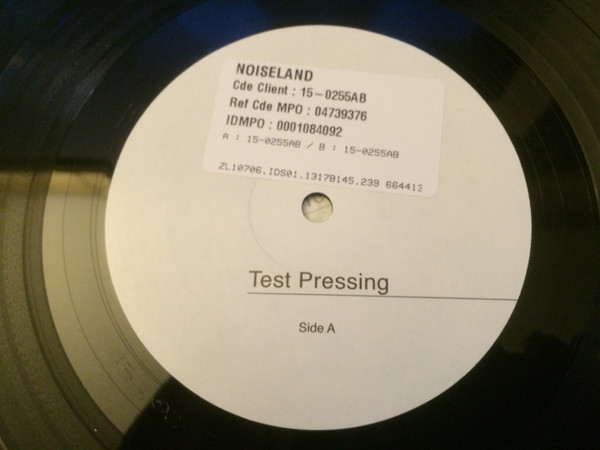 NOISELAND
Cde Client : 15-0255AB
Ref Cde MPO : 04739376
IDMPO : 0001084092
A : 15-0255AB / B : 15-0255AB
ZL10706.IDS01.1317B145.239 664413
Test Pressing
Side A